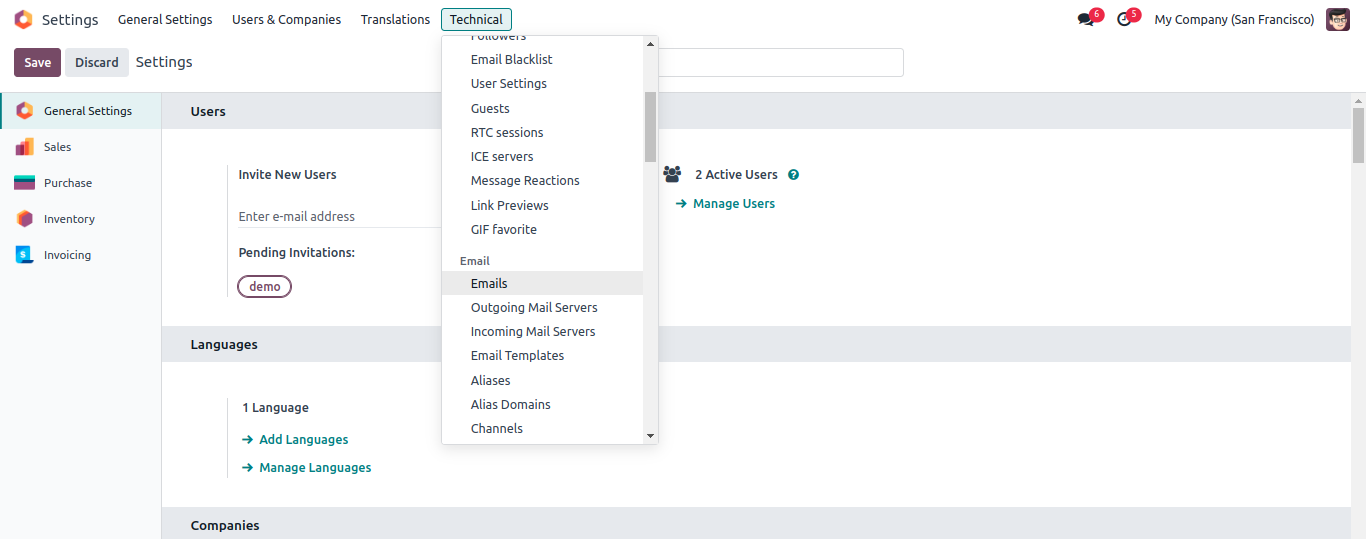 Settings General Settings Users & Companies Translations Technical 6 5 My Company (San Francisco)
Save Discard Settings
Followers
Email Blacklist
User Settings
Guests
RTC sessions
ICE servers
Message Reactions
Link Previews
GIF favorite
Email
Emails
Outgoing Mail Servers
Incoming Mail Servers
Email Templates
Aliases
Alias Domains
Channels
General Settings
Sales
Purchase
Inventory
Invoicing
Users
Invite New Users
Enter e-mail address
Pending Invitations:
demo
2 Active Users ?
Manage Users
Languages
1 Language
Add Languages
Manage Languages
Companies